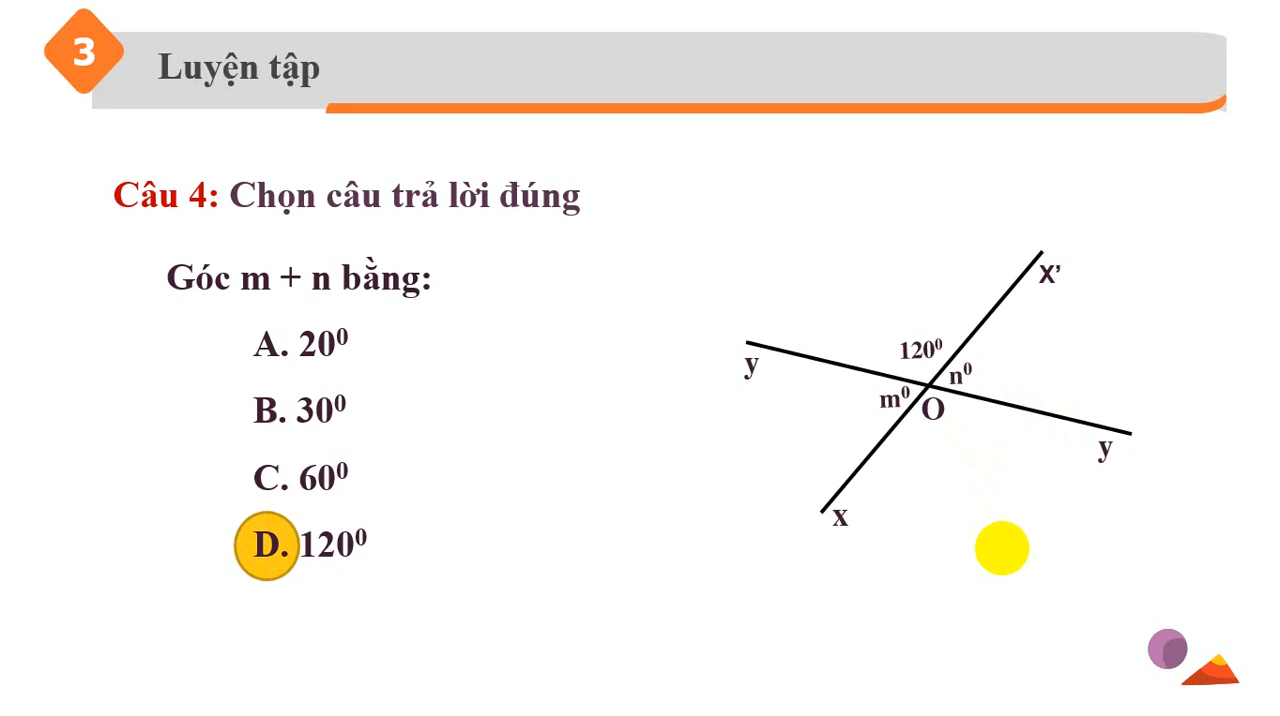 3
Luyện tập
Câu 4: Chọn câu trả lời đúng
Góc m + n bằng:
A. 20⁰
B. 30⁰
C. 60⁰
D. 120⁰
X’
120⁰
y
n⁰
m⁰
O
y
x